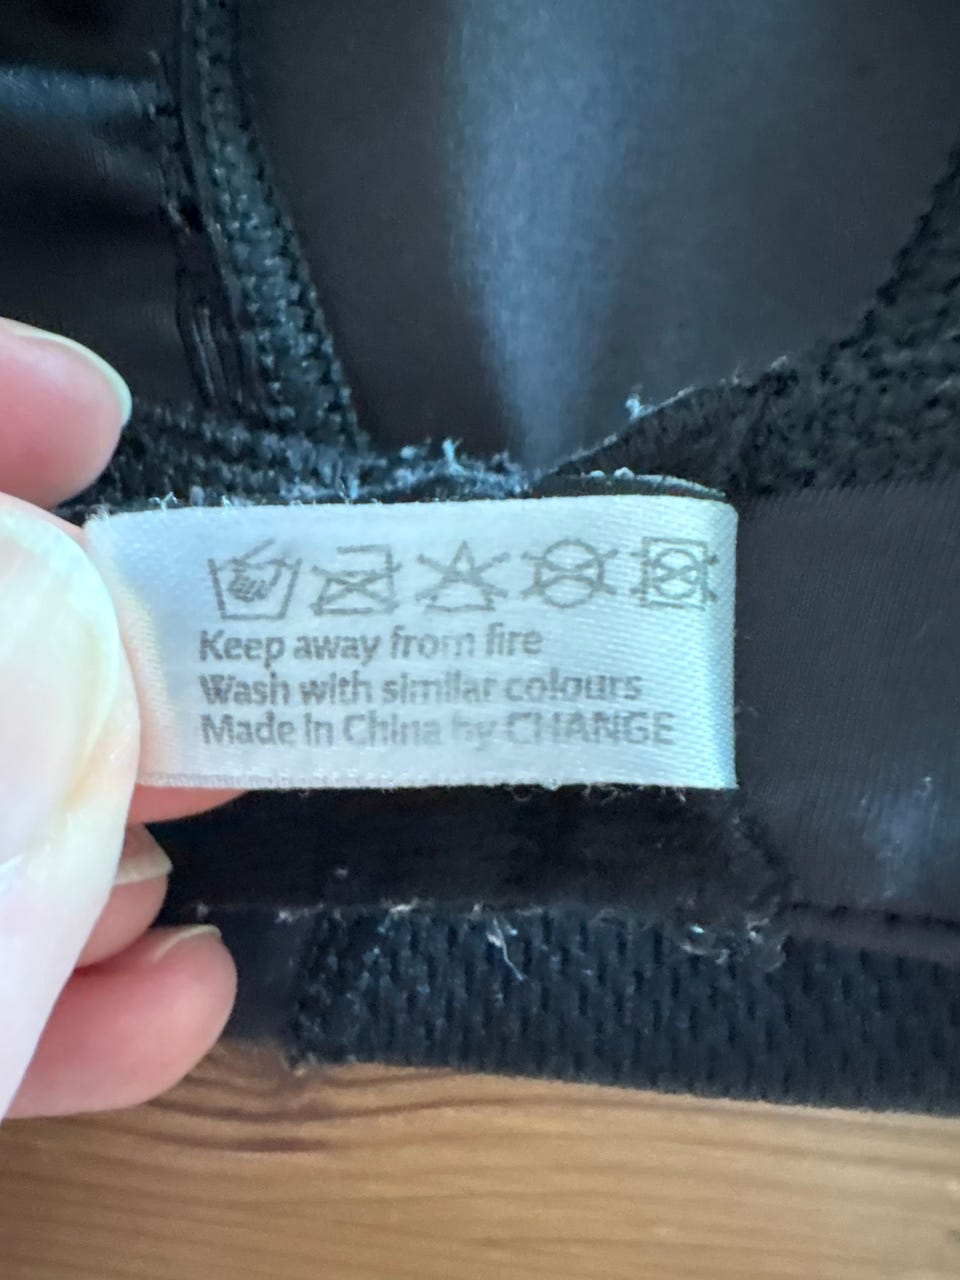 Keep away from fire
Wash with similar colours
Made in China by CHANGE